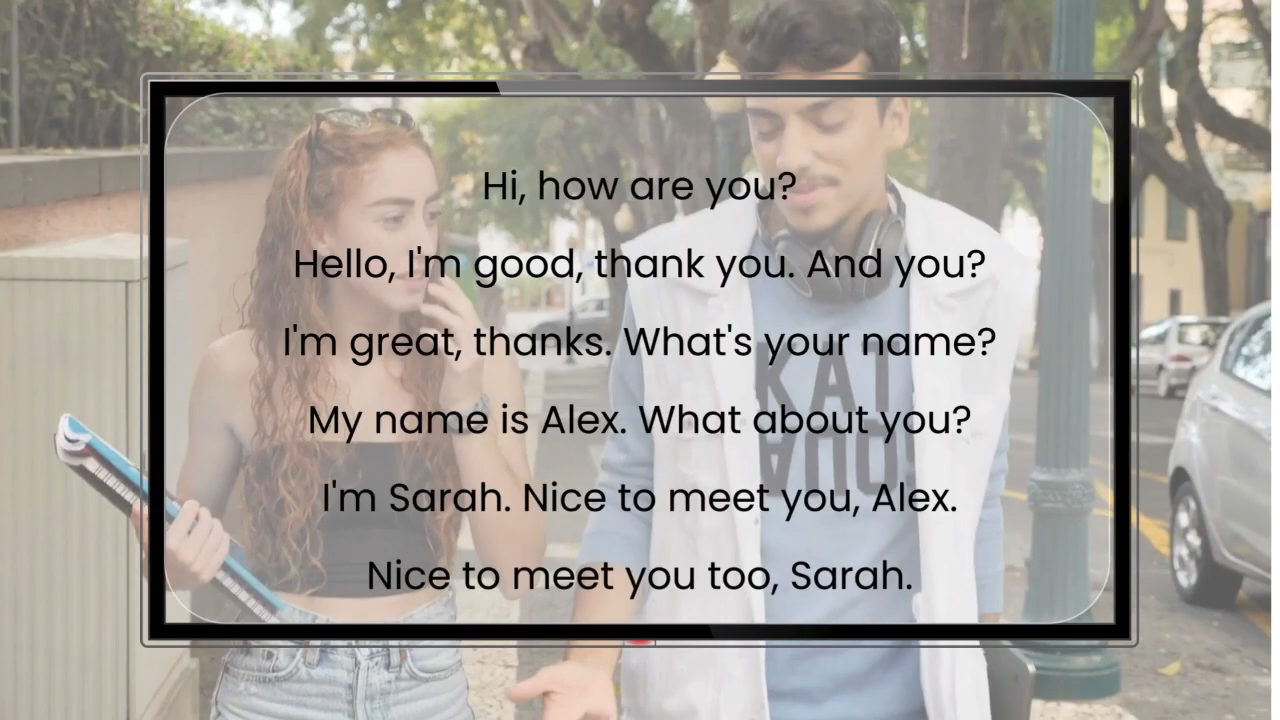 Hi, how are you?
Hello, I'm good, thank you. And you?
I'm great, thanks. What's your name?
My name is Alex. What about you?
I'm Sarah. Nice to meet you, Alex.
Nice to meet you too, Sarah.